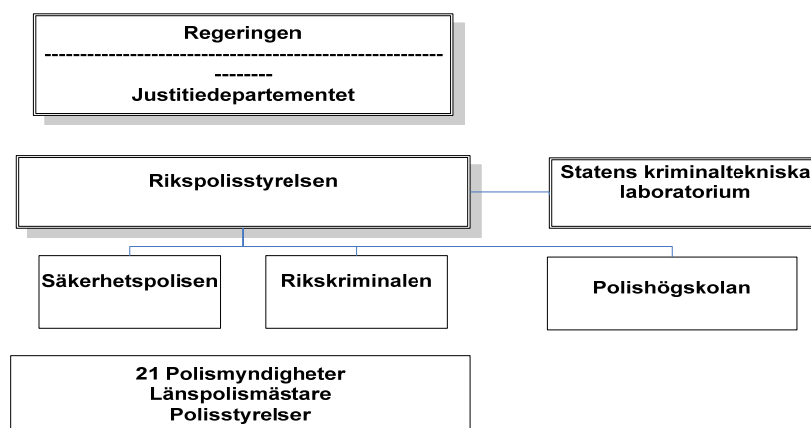 Regeringen
---------------------------------------------------------
--------
Justitiedepartementet
Rikspolisstyrelsen
Statens kriminaltekniska
laboratorium
Säkerhetspolisen
Rikskriminalen
Polishögskolan
21 Polismyndigheter
Länspolismästare
Polisstyrelser